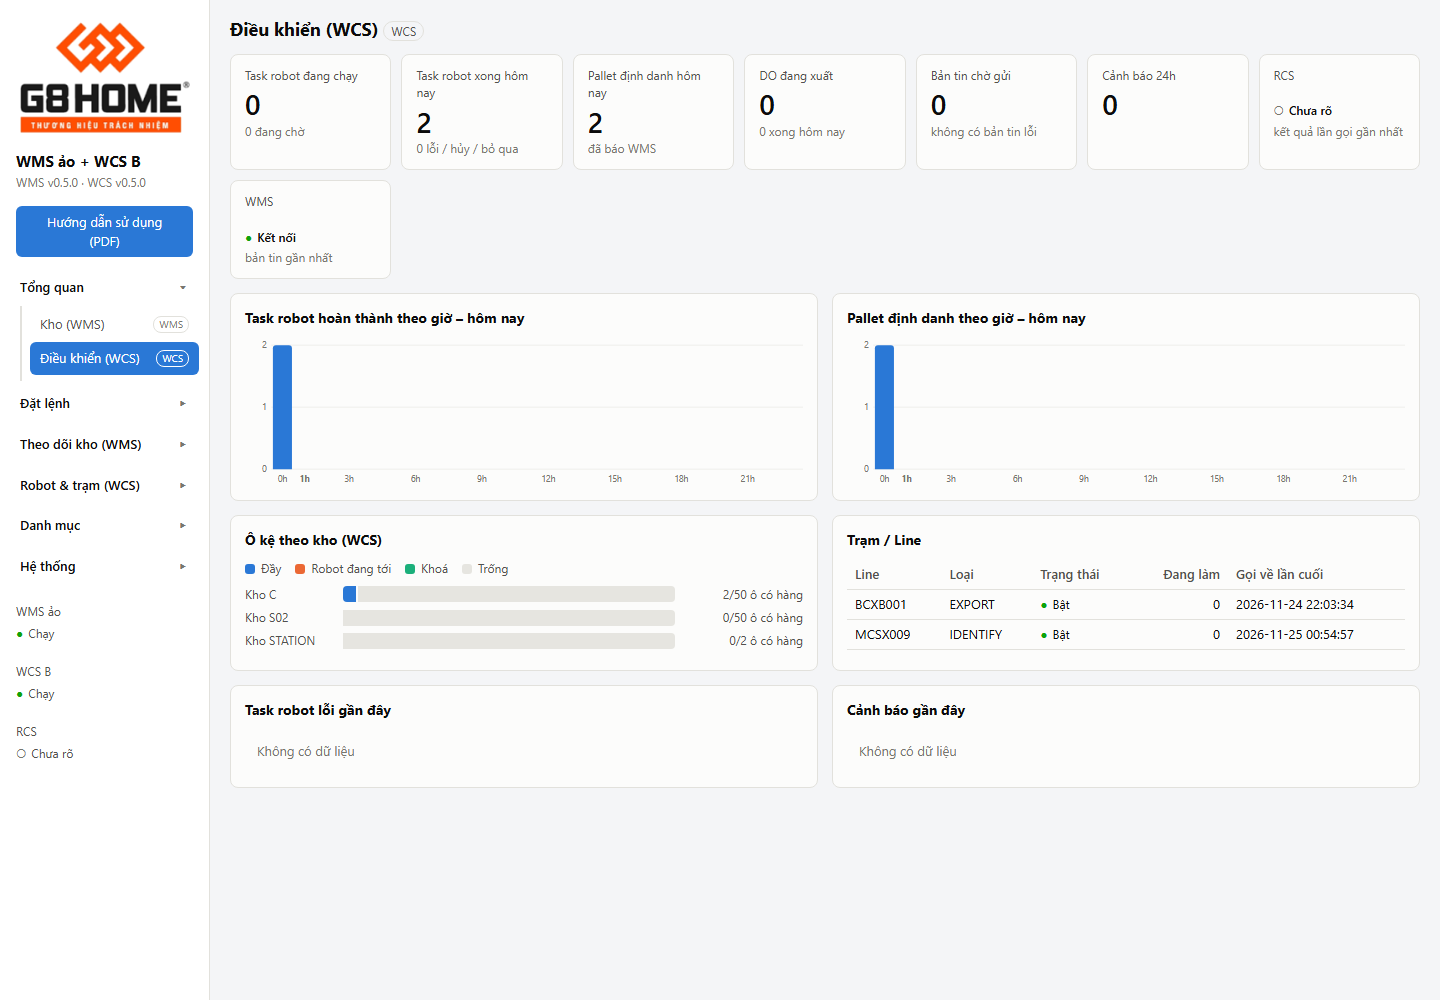 G8 HOME®
THƯƠNG HIỆU TRÁCH NHIỆM
WMS ảo + WCS B
WMS v0.5.0 · WCS v0.5.0
Hướng dẫn sử dụng
(PDF)
Tổng quan
Kho (WMS) WMS
Điều khiển (WCS) WCS
Đặt lệnh
Theo dõi kho (WMS)
Robot & trạm (WCS)
Danh mục
Hệ thống
WMS ảo
Chạy
WCS B
Chạy
RCS
Chưa rõ
Điều khiển (WCS) WCS
Task robot đang chạy
0
0 đang chờ
Task robot xong hôm
nay
2
0 lỗi / hủy / bỏ qua
Pallet định danh hôm
nay
2
đã báo WMS
DO đang xuất
0
0 xong hôm nay
Bản tin chờ gửi
0
không có bản tin lỗi
Cảnh báo 24h
0
RCS
Chưa rõ
kết quả lần gọi gần nhất
WMS
Kết nối
bản tin gần nhất
Task robot hoàn thành theo giờ – hôm nay
2
1
0
0h 1h 3h 6h 9h 12h 15h 18h 21h
Pallet định danh theo giờ – hôm nay
2
1
0
0h 1h 3h 6h 9h 12h 15h 18h 21h
Ô kệ theo kho (WCS)
Đầy Robot đang tới Khoá Trống
Kho C 2/50 ô có hàng
Kho S02 0/50 ô có hàng
Kho STATION 0/2 ô có hàng
Trạm / Line
Line Loại Trạng thái Đang làm Gọi về lần cuối
BCXB001 EXPORT Bật 0 2026-11-24 22:03:34
MCSX009 IDENTIFY Bật 0 2026-11-25 00:54:57
Task robot lỗi gần đây
Không có dữ liệu
Cảnh báo gần đây
Không có dữ liệu